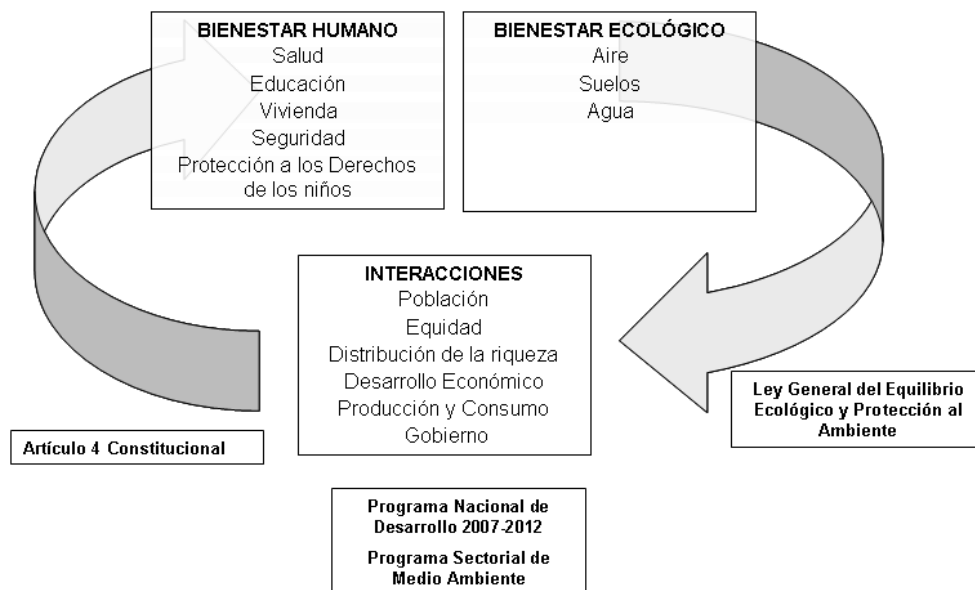 BIENESTAR HUMANO
Salud
Educación
Vivienda
Seguridad
Protección a los Derechos
de los niños
BIENESTAR ECOLÓGICO
Aire
Suelos
Agua
INTERACCIONES
Población
Equidad
Distribución de la riqueza
Desarrollo Económico
Producción y Consumo
Gobierno
Artículo 4 Constitucional
Ley General del Equilibrio
Ecológico y Protección al
Ambiente
Programa Nacional de
Desarrollo 2007-2012
Programa Sectorial de
Medio Ambiente